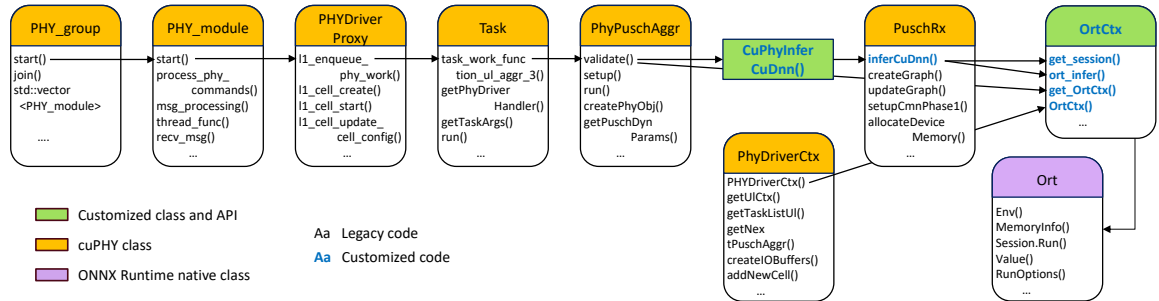 PHY_group
start()
join()
std::vector
<PHY_module>
....
PHY_module
start()
process_phy_
commands()
msg_processing()
thread_func()
recv_msg()
...
PHYDriver
Proxy
l1_enqueue_
phy_work()
l1_cell_create()
l1_cell_start()
l1_cell_update_
cell_config()
...
Task
task_work_func
tion_ul_aggr_3()
getPhyDriver
Handler()
getTaskArgs()
run()
...
PhyPuschAggr
validate()
setup()
run()
createPhyObj()
getPuschDyn
Params()
...
CuPhyInfer
CuDnn()
PuschRx
inferCuDnn()
createGraph()
updateGraph()
setupCmnPhase1()
allocateDevice
Memory()
...
OrtCtx
get_session()
ort_infer()
get_OrtCtx()
OrtCtx()
...
PhyDriverCtx
PHYDriverCtx()
getUlCtx()
getTaskListUl()
getNex
tPuschAggr()
createIOBuffers()
addNewCell()
...
Ort
Env()
MemoryInfo()
Session.Run()
Value()
RunOptions()
...
Customized class and API
cuPHY class
ONNX Runtime native class
Aa Legacy code
Aa Customized code